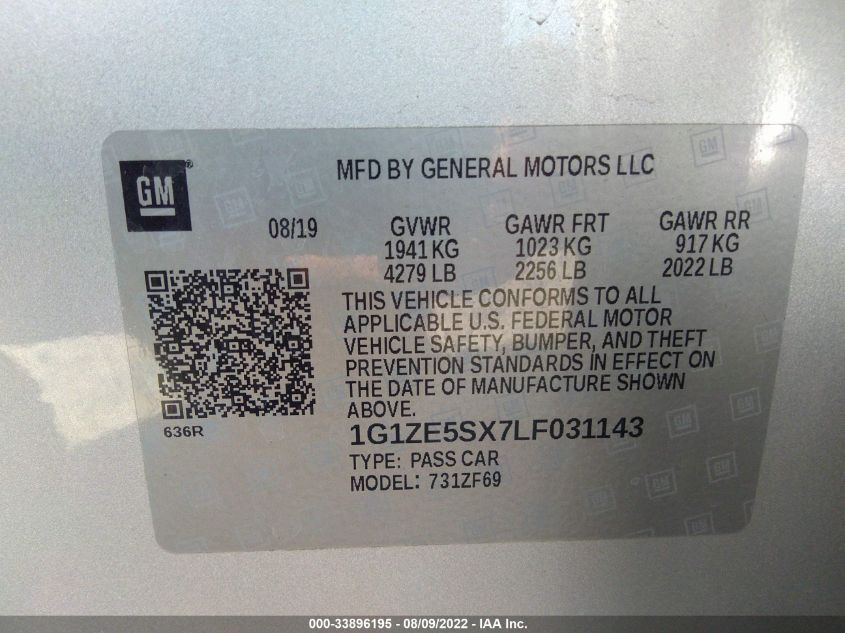 MFD BY GENERAL MOTORS LLC
GM®
08/19 GVWR GAWR FRT GAWR RR
1941 KG 1023 KG 917 KG
4279 LB 2256 LB 2022 LB
THIS VEHICLE CONFORMS TO ALL
APPLICABLE U.S. FEDERAL MOTOR
VEHICLE SAFETY, BUMPER, AND THEFT
PREVENTION STANDARDS IN EFFECT ON
THE DATE OF MANUFACTURE SHOWN
ABOVE.
636R
1G1ZE5SX7LF031143
TYPE: PASS CAR
MODEL: 731ZF69
000-33896195 - 08/09/2022 - IAA Inc.